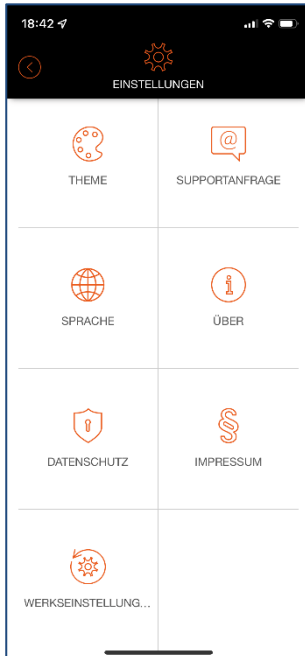 18:42
EINSTELLUNGEN
THEME
SUPPORTANFRAGE
@
SPRACHE
ÜBER
i
DATENSCHUTZ
IMPRESSUM
§
WERKSEINSTELLUNG...